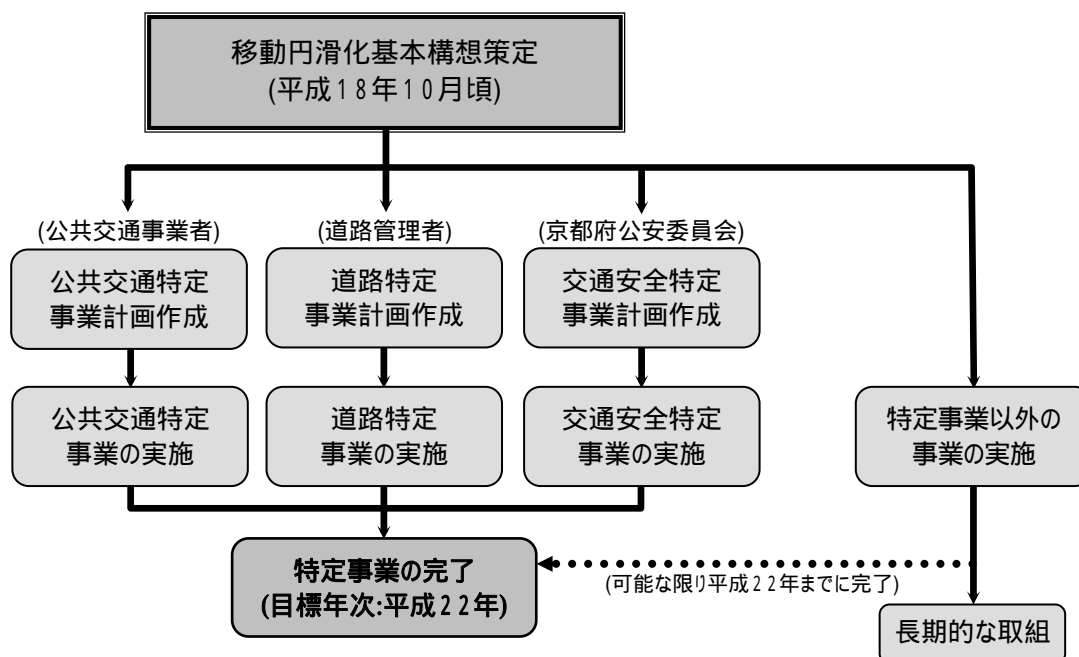 移動円滑化基本構想策定
(平成18年10月頃)
(公共交通事業者)
(道路管理者)
(京都府公安委員会)
公共交通特定
事業計画作成
道路特定
事業計画作成
交通安全特定
事業計画作成
公共交通特定
事業の実施
道路特定
事業の実施
交通安全特定
事業の実施
特定事業以外の
事業の実施
特定事業の完了
(目標年次:平成22年)
(可能な限り平成22年までに完了)
長期的な取組